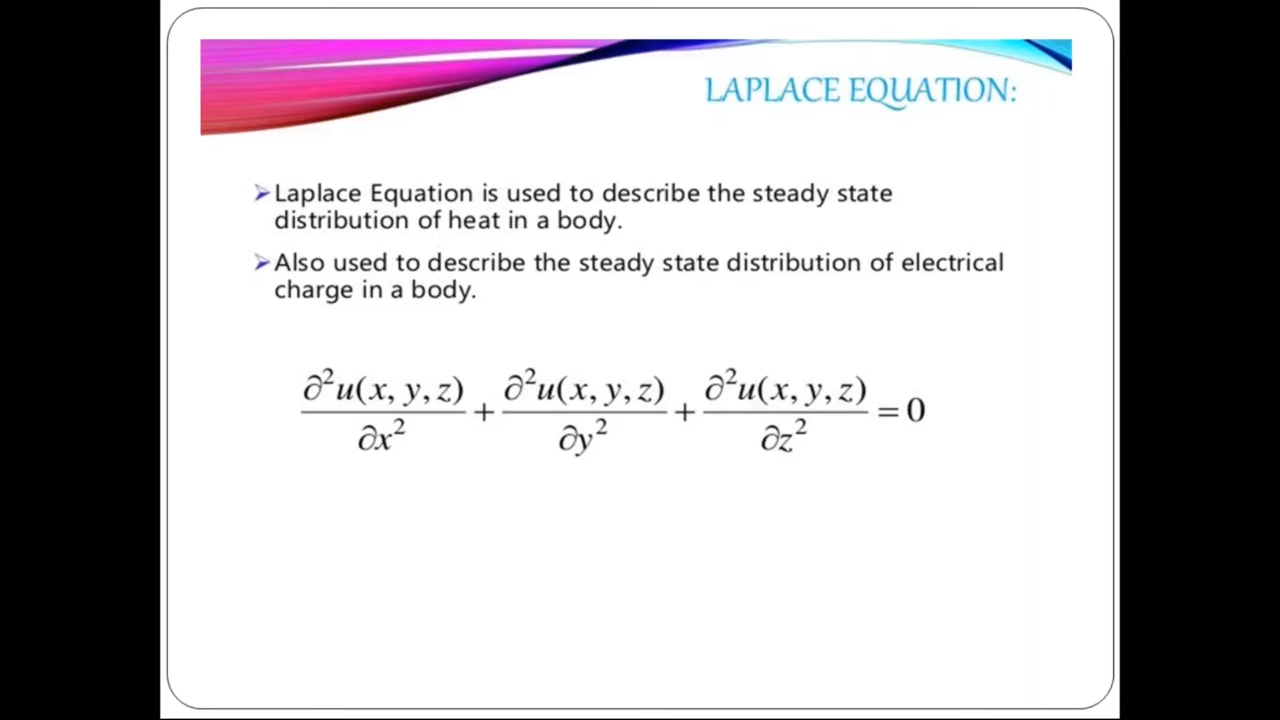 LAPLACE EQUATION:
➢Laplace Equation is used to describe the steady state
distribution of heat in a body.
➢Also used to describe the steady state distribution of electrical
charge in a body.
∂²u(x, y, z)/∂x² + ∂²u(x, y, z)/∂y² + ∂²u(x, y, z)/∂z² = 0